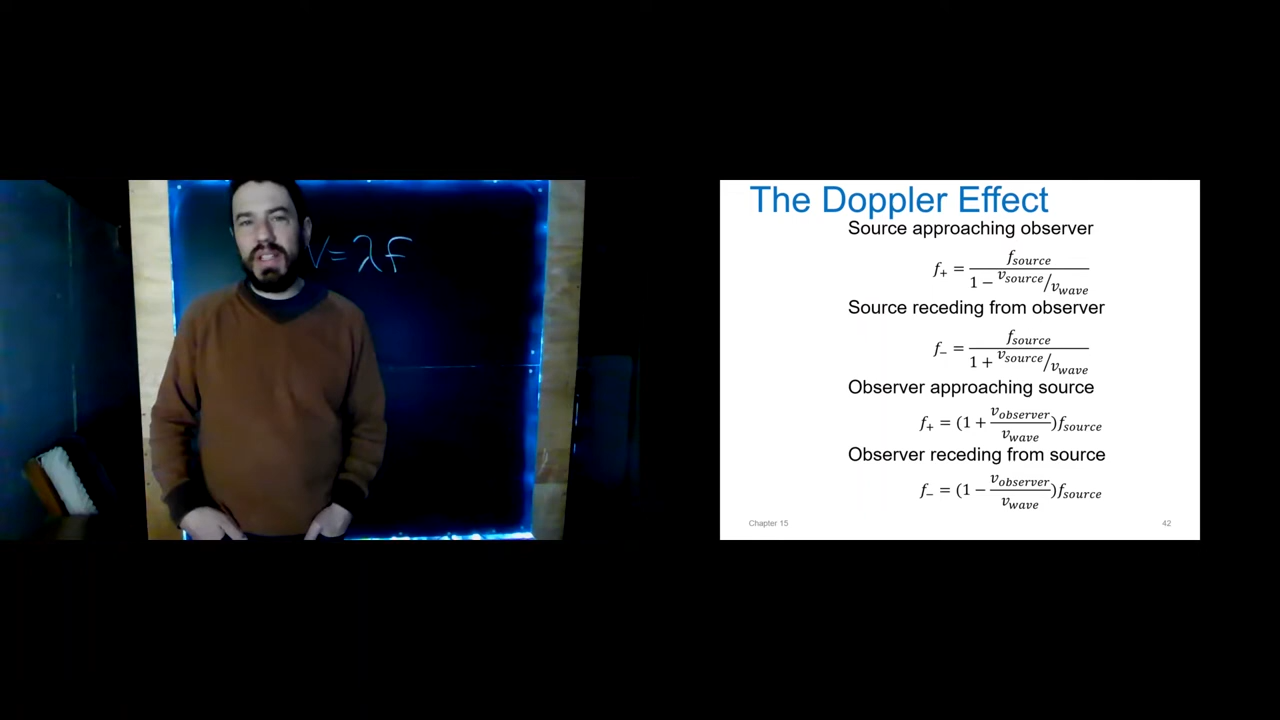 V = λf
The Doppler Effect
Source approaching observer
f₊ = f_source / (1 − v_source/v_wave)
Source receding from observer
f₋ = f_source / (1 + v_source/v_wave)
Observer approaching source
f₊ = (1 + v_observer/v_wave)f_source
Observer receding from source
f₋ = (1 − v_observer/v_wave)f_source
Chapter 15
42